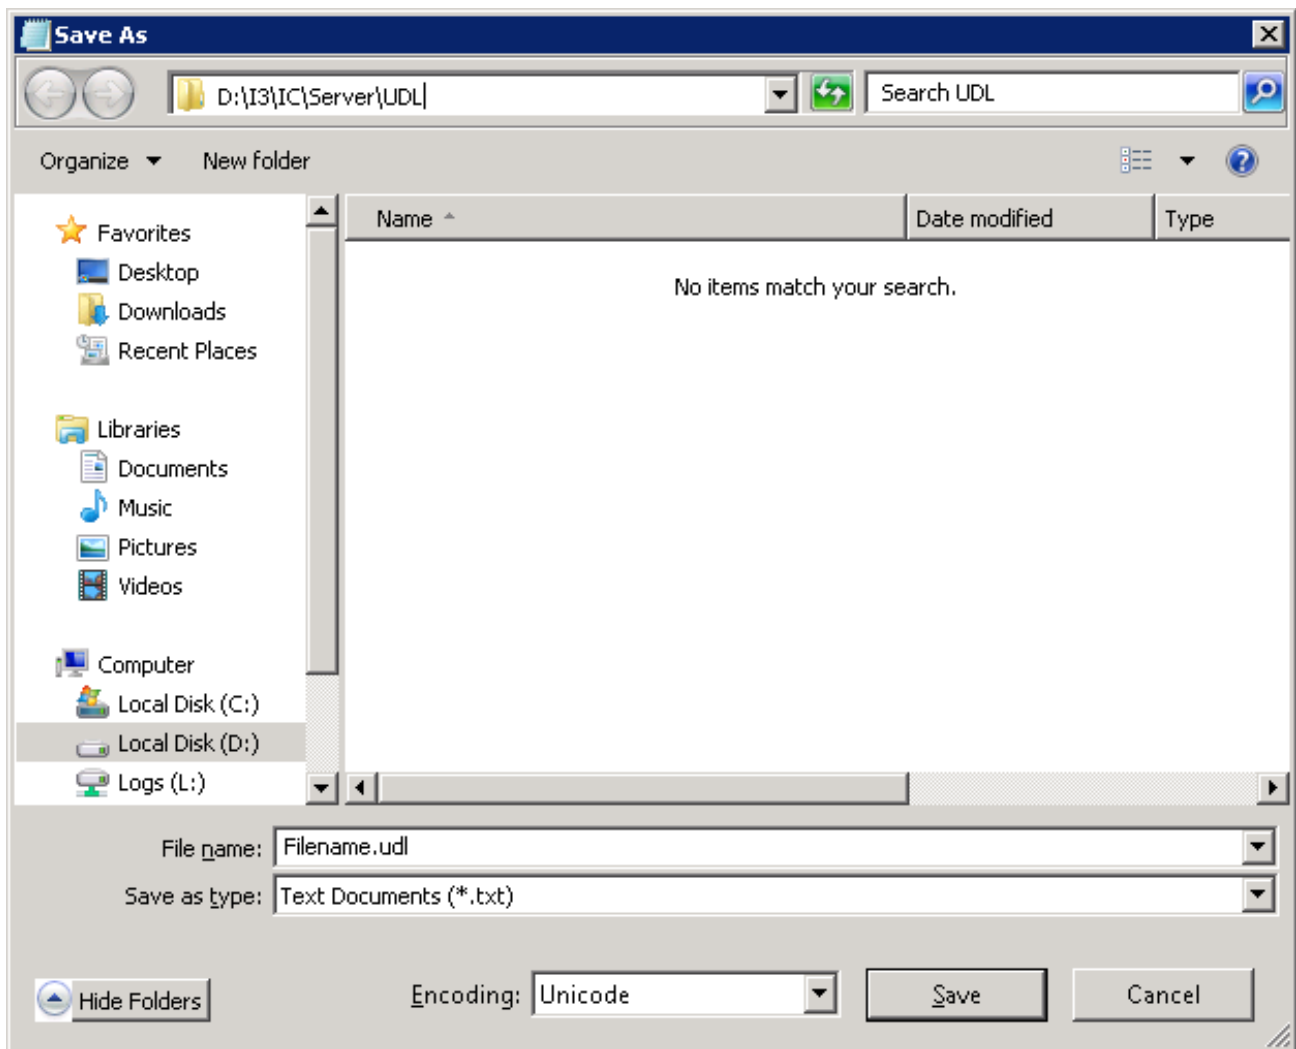 Save As
D:\I3\IC\Server\UDL
Search UDL
Organize
New folder
Name
Date modified
Type
No items match your search.
Favorites
Desktop
Downloads
Recent Places
Libraries
Documents
Music
Pictures
Videos
Computer
Local Disk (C:)
Local Disk (D:)
Logs (L:)
File name: Filename.udl
Save as type: Text Documents (*.txt)
Hide Folders
Encoding: Unicode
Save
Cancel